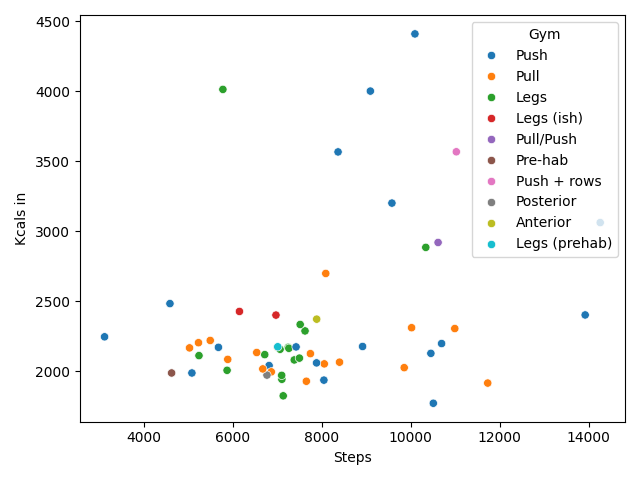 4500
4000
3500
3000
2500
2000
Kcals in
4000
6000
8000
10000
12000
14000
Steps
Gym
Push
Pull
Legs
Legs (ish)
Pull/Push
Pre-hab
Push + rows
Posterior
Anterior
Legs (prehab)